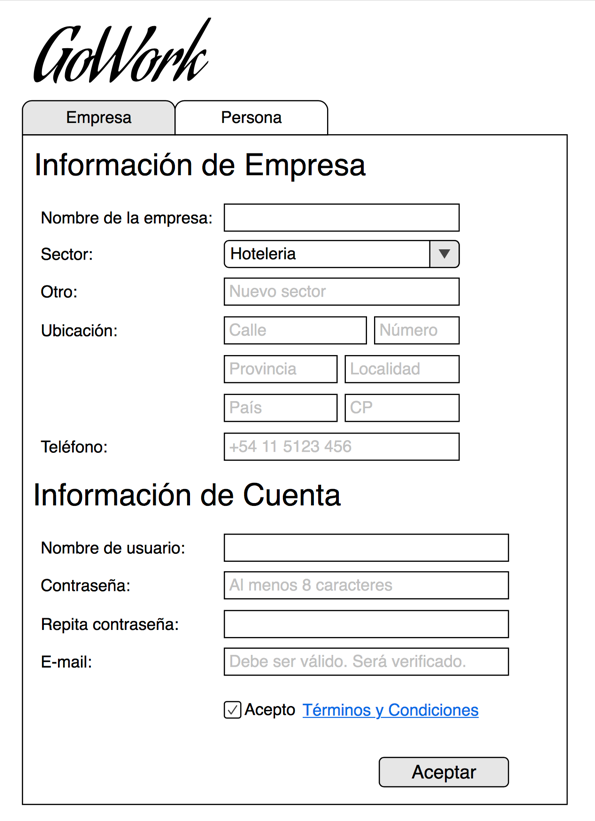 GoWork
Empresa Persona
Información de Empresa
Nombre de la empresa:
Sector: Hoteleria
Otro: Nuevo sector
Ubicación: Calle Número
Provincia Localidad
País CP
Teléfono: +54 11 5123 456
Información de Cuenta
Nombre de usuario:
Contraseña: Al menos 8 caracteres
Repita contraseña:
E-mail: Debe ser válido. Será verificado.
Acepto Términos y Condiciones
Aceptar